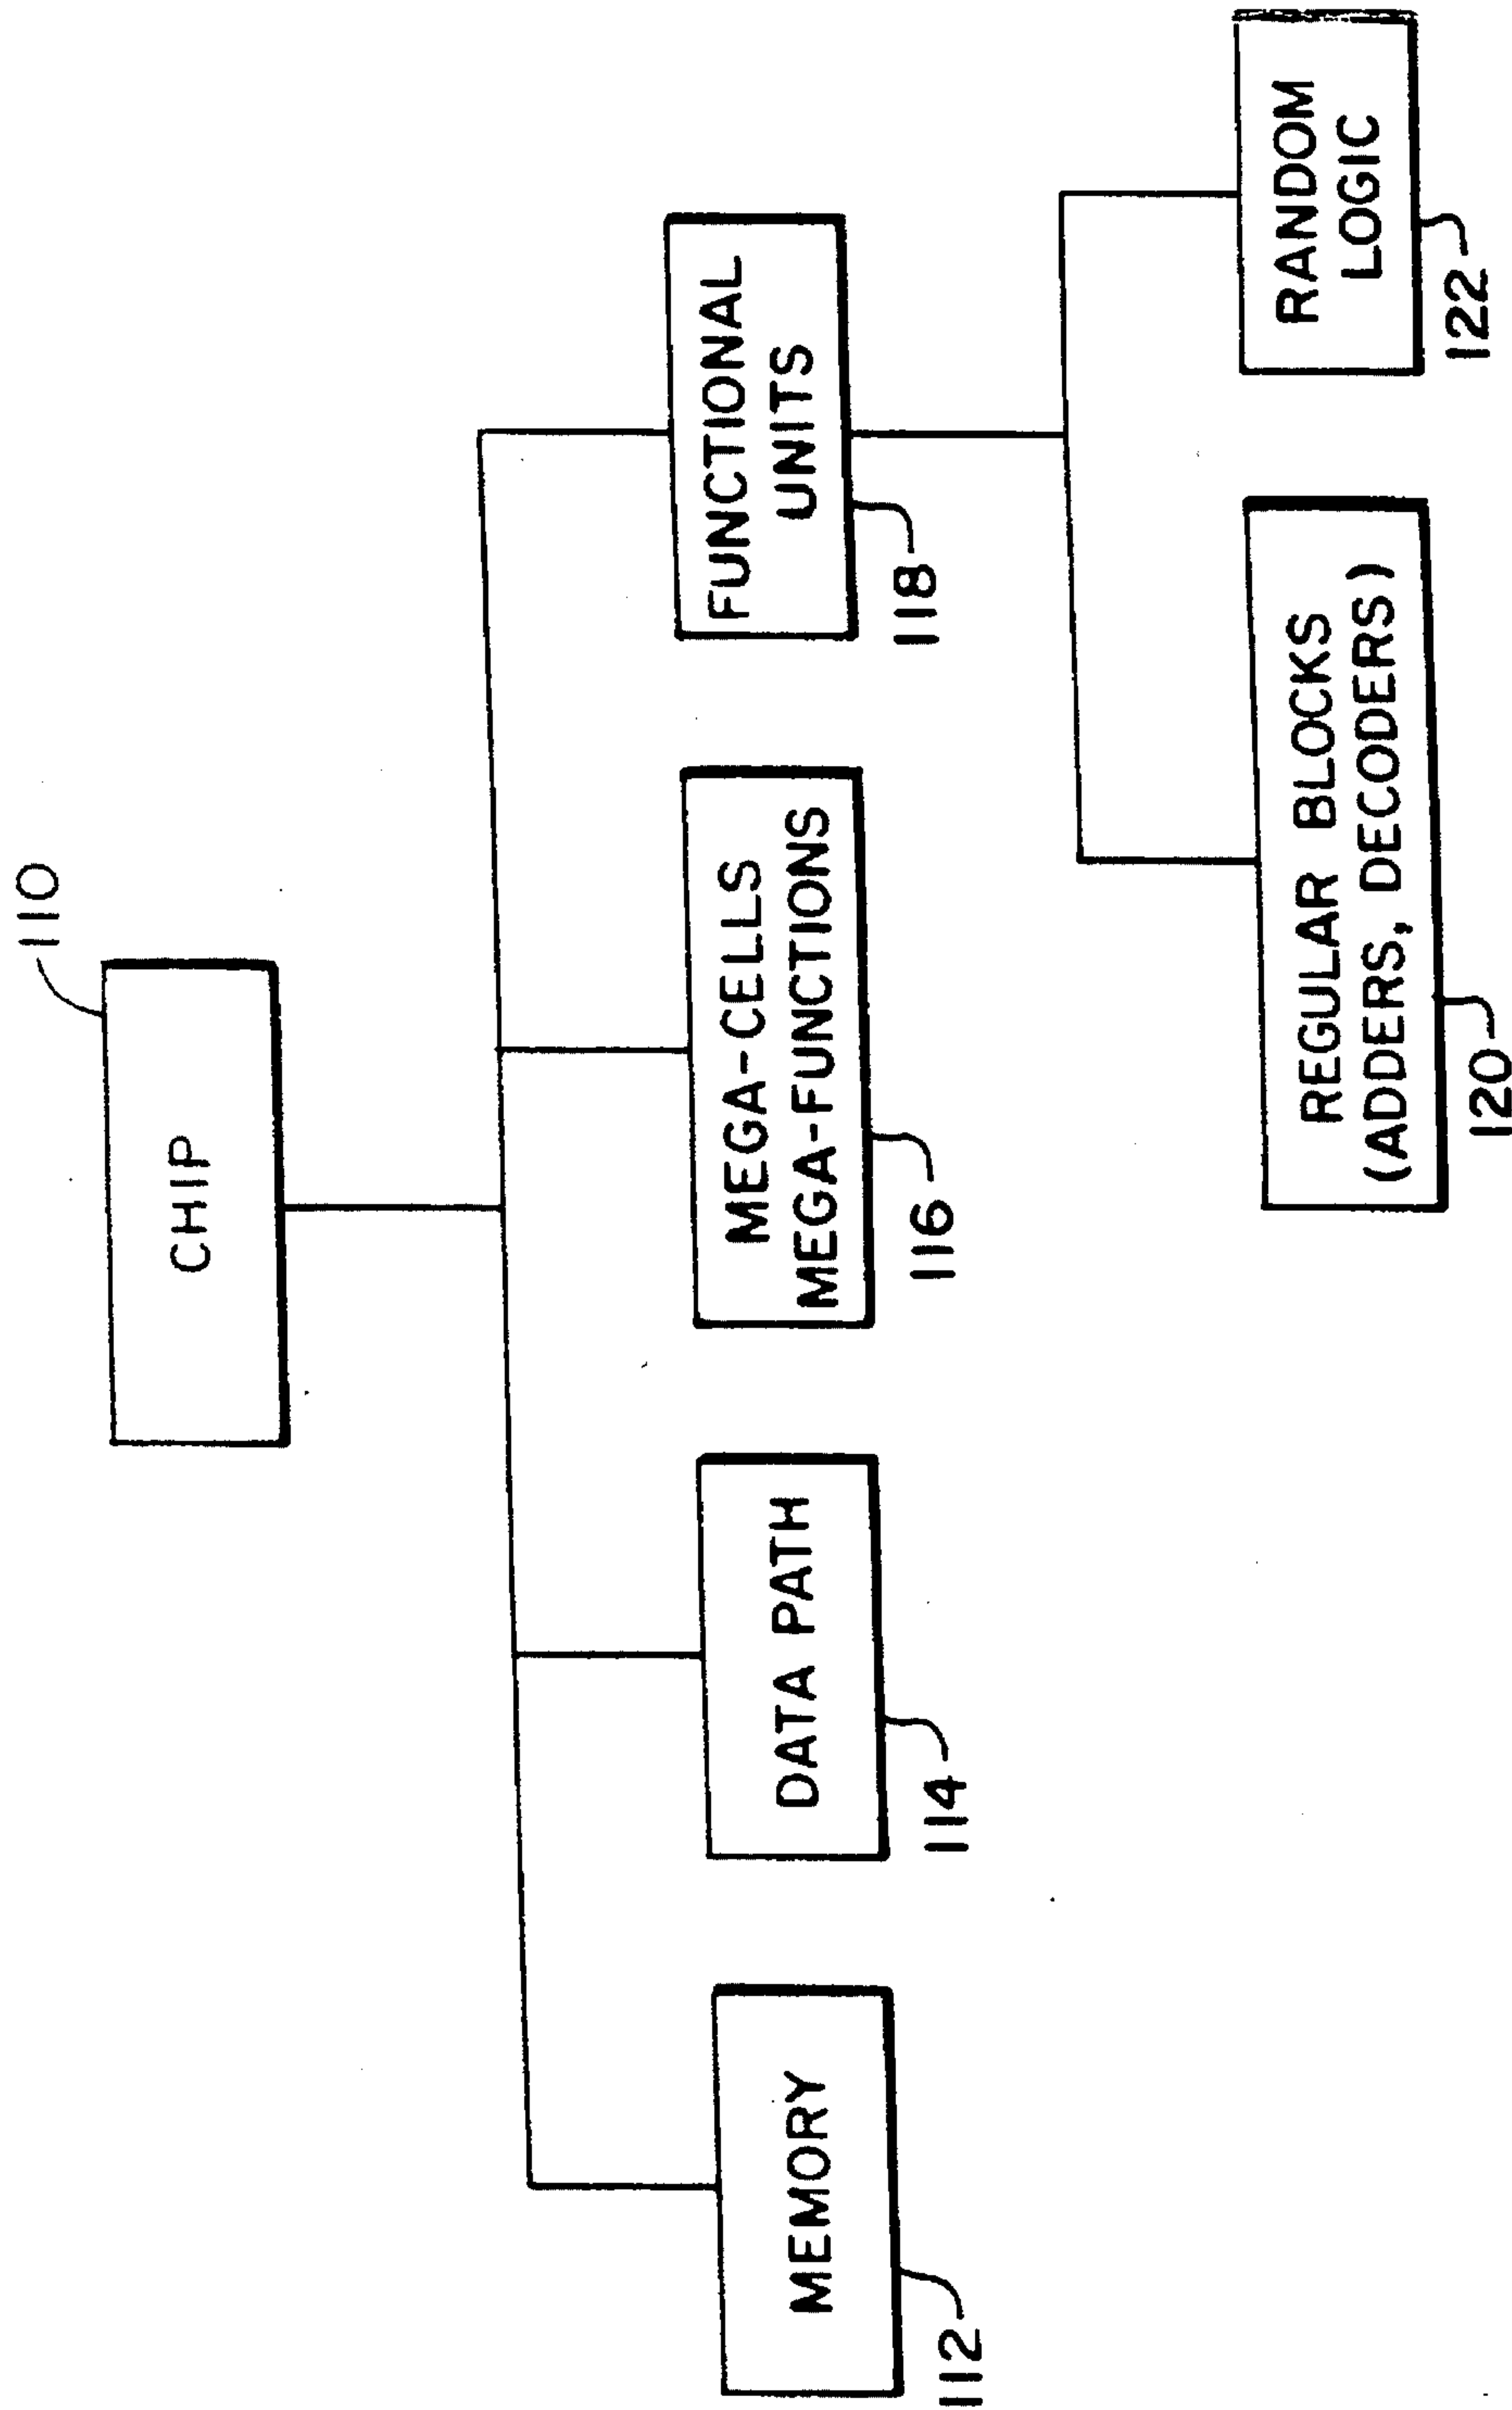 110
CHIP
MEMORY
112
DATA PATH
114
MEGA-CELLS
MEGA-FUNCTIONS
116
FUNCTIONAL
UNITS
118
REGULAR BLOCKS
(ADDERS, DECODERS)
120
RANDOM
LOGIC
122